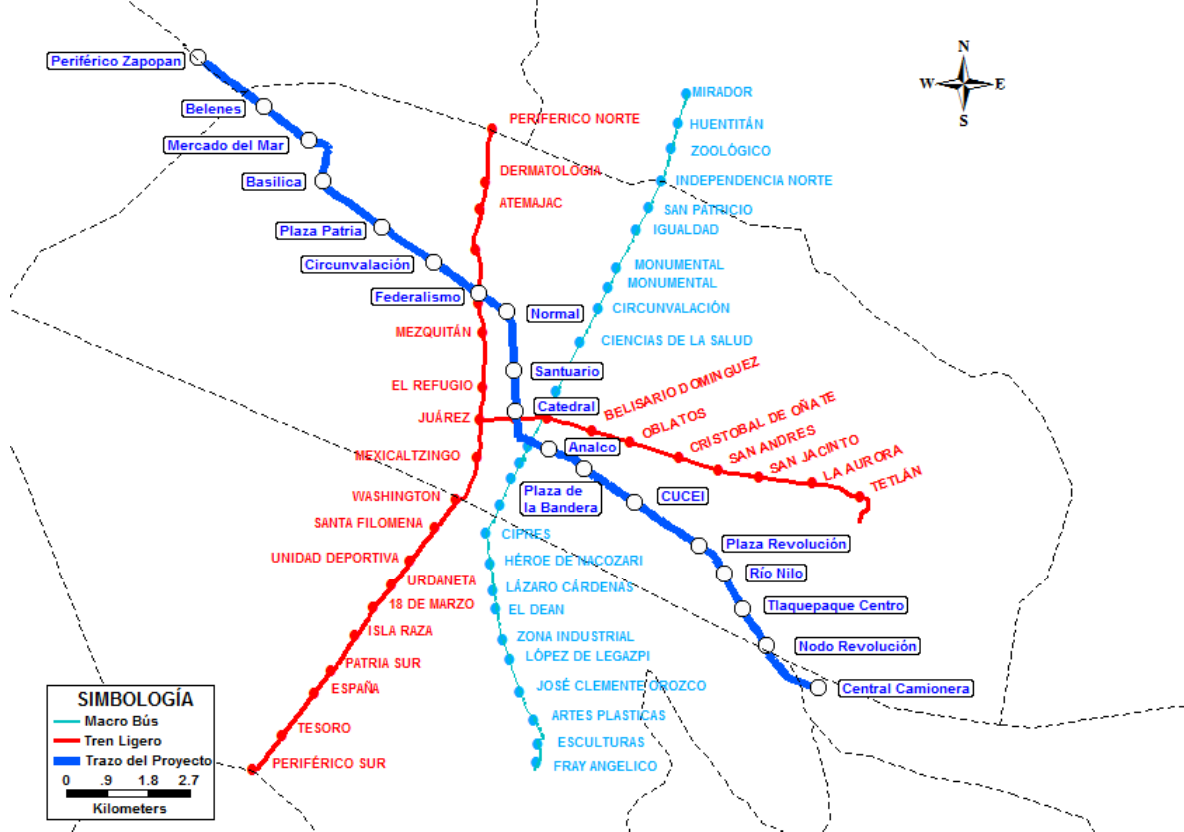 N
W E
S
Periférico Zapopan
Belenes
Mercado del Mar
Basilica
Plaza Patria
Circunvalación
Federalismo
Normal
Santuario
Catedral
Analco
Plaza de
la Bandera
CUCEI
Plaza Revolución
Río Nilo
Tlaquepaque Centro
Nodo Revolución
Central Camionera
PERIFERICO NORTE
DERMATOLOGIA
ATEMAJAC
MEZQUITÁN
EL REFUGIO
JUÁREZ
MEXICALTZINGO
WASHINGTON
SANTA FILOMENA
UNIDAD DEPORTIVA
URDANETA
18 DE MARZO
ISLA RAZA
PATRIA SUR
ESPAÑA
TESORO
PERIFÉRICO SUR
BELISARIO DOMINGUEZ
OBLATOS
CRISTOBAL DE OÑATE
SAN ANDRES
SAN JACINTO
LA AURORA
TETLÁN
MIRADOR
HUENTITÁN
ZOOLÓGICO
INDEPENDENCIA NORTE
SAN PATRICIO
IGUALDAD
MONUMENTAL
MONUMENTAL
CIRCUNVALACIÓN
CIENCIAS DE LA SALUD
CIPRES
HÉROE DE NACOZARI
LÁZARO CÁRDENAS
EL DEAN
ZONA INDUSTRIAL
LÓPEZ DE LEGAZPI
JOSÉ CLEMENTE OROZCO
ARTES PLASTICAS
ESCULTURAS
FRAY ANGELICO
SIMBOLOGÍA
Macro Bús
Tren Ligero
Trazo del Proyecto
0 .9 1.8 2.7
Kilometers